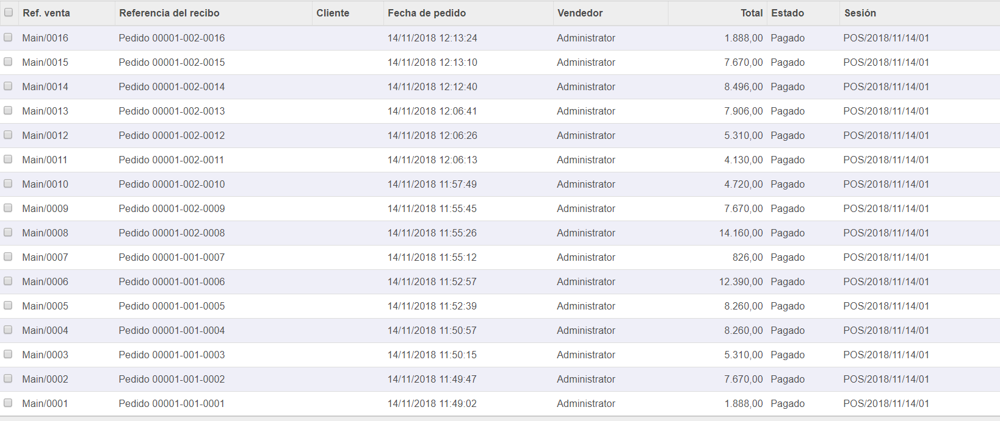 Ref. venta Referencia del recibo Cliente Fecha de pedido Vendedor Total Estado Sesión
Main/0016 Pedido 00001-002-0016 14/11/2018 12:13:24 Administrator 1.888,00 Pagado POS/2018/11/14/01
Main/0015 Pedido 00001-002-0015 14/11/2018 12:13:10 Administrator 7.670,00 Pagado POS/2018/11/14/01
Main/0014 Pedido 00001-002-0014 14/11/2018 12:12:40 Administrator 8.496,00 Pagado POS/2018/11/14/01
Main/0013 Pedido 00001-002-0013 14/11/2018 12:06:41 Administrator 7.906,00 Pagado POS/2018/11/14/01
Main/0012 Pedido 00001-002-0012 14/11/2018 12:06:26 Administrator 5.310,00 Pagado POS/2018/11/14/01
Main/0011 Pedido 00001-002-0011 14/11/2018 12:06:13 Administrator 4.130,00 Pagado POS/2018/11/14/01
Main/0010 Pedido 00001-002-0010 14/11/2018 11:57:49 Administrator 4.720,00 Pagado POS/2018/11/14/01
Main/0009 Pedido 00001-002-0009 14/11/2018 11:55:45 Administrator 7.670,00 Pagado POS/2018/11/14/01
Main/0008 Pedido 00001-002-0008 14/11/2018 11:55:26 Administrator 14.160,00 Pagado POS/2018/11/14/01
Main/0007 Pedido 00001-001-0007 14/11/2018 11:55:12 Administrator 826,00 Pagado POS/2018/11/14/01
Main/0006 Pedido 00001-001-0006 14/11/2018 11:52:57 Administrator 12.390,00 Pagado POS/2018/11/14/01
Main/0005 Pedido 00001-001-0005 14/11/2018 11:52:39 Administrator 8.260,00 Pagado POS/2018/11/14/01
Main/0004 Pedido 00001-001-0004 14/11/2018 11:50:57 Administrator 8.260,00 Pagado POS/2018/11/14/01
Main/0003 Pedido 00001-001-0003 14/11/2018 11:50:15 Administrator 5.310,00 Pagado POS/2018/11/14/01
Main/0002 Pedido 00001-001-0002 14/11/2018 11:49:47 Administrator 7.670,00 Pagado POS/2018/11/14/01
Main/0001 Pedido 00001-001-0001 14/11/2018 11:49:02 Administrator 1.888,00 Pagado POS/2018/11/14/01